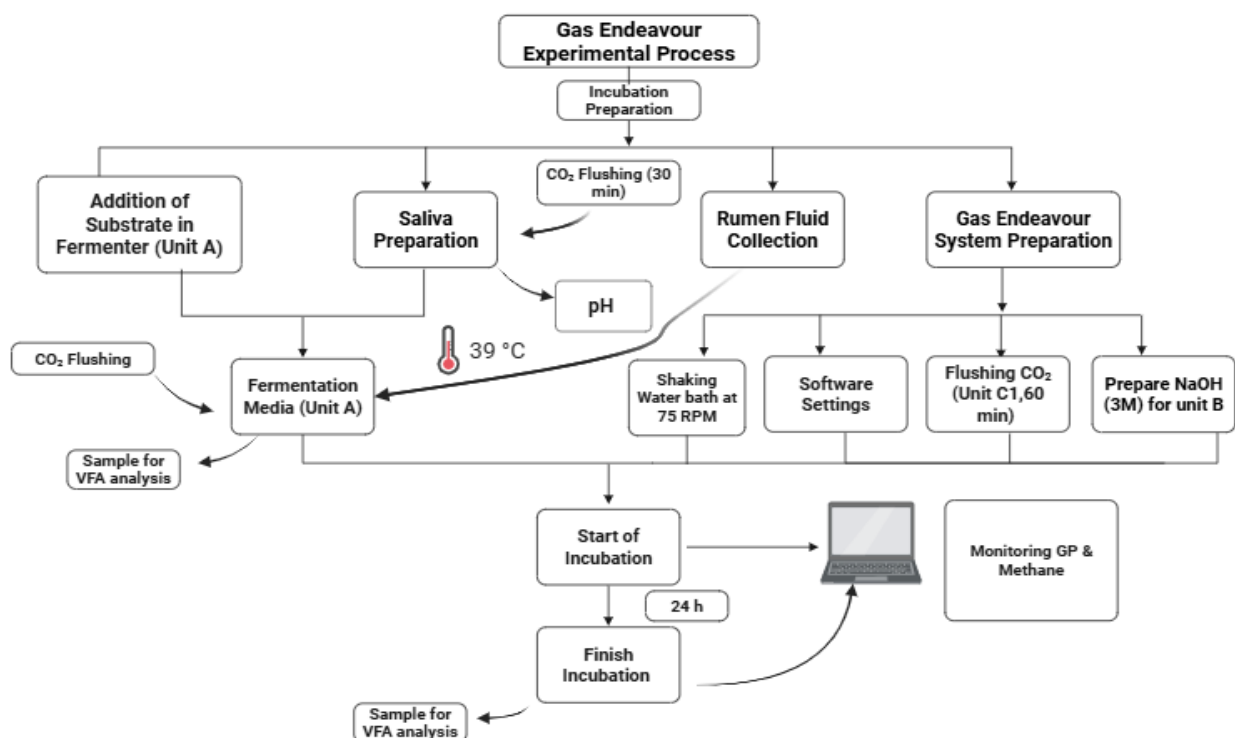 Gas Endeavour
Experimental Process
Incubation
Preparation
Addition of
Substrate in
Fermenter (Unit A)
Saliva
Preparation
CO₂ Flushing (30
min)
Rumen Fluid
Collection
Gas Endeavour
System Preparation
pH
39 °C
CO₂ Flushing
Fermentation
Media (Unit A)
Shaking
Water bath at
75 RPM
Software
Settings
Flushing CO₂
(Unit C1,60
min)
Prepare NaOH
(3M) for unit B
Sample for
VFA analysis
Start of
Incubation
Monitoring GP &
Methane
24 h
Finish
Incubation
Sample for
VFA analysis